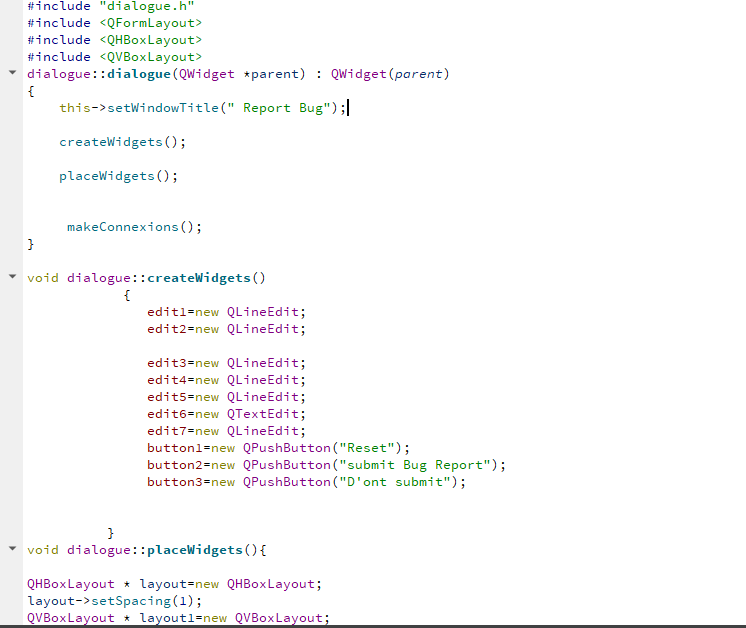 #include "dialogue.h"
#include <QFormLayout>
#include <QHBoxLayout>
#include <QVBoxLayout>
dialogue::dialogue(QWidget *parent) : QWidget(parent)
{
this->setWindowTitle(" Report Bug");
createWidgets();
placeWidgets();
makeConnexions();
}
void dialogue::createWidgets()
{
edit1=new QLineEdit;
edit2=new QLineEdit;
edit3=new QLineEdit;
edit4=new QLineEdit;
edit5=new QLineEdit;
edit6=new QTextEdit;
edit7=new QLineEdit;
button1=new QPushButton("Reset");
button2=new QPushButton("submit Bug Report");
button3=new QPushButton("D'ont submit");
}
void dialogue::placeWidgets(){
QHBoxLayout * layout=new QHBoxLayout;
layout->setSpacing(1);
QVBoxLayout * layout1=new QVBoxLayout;